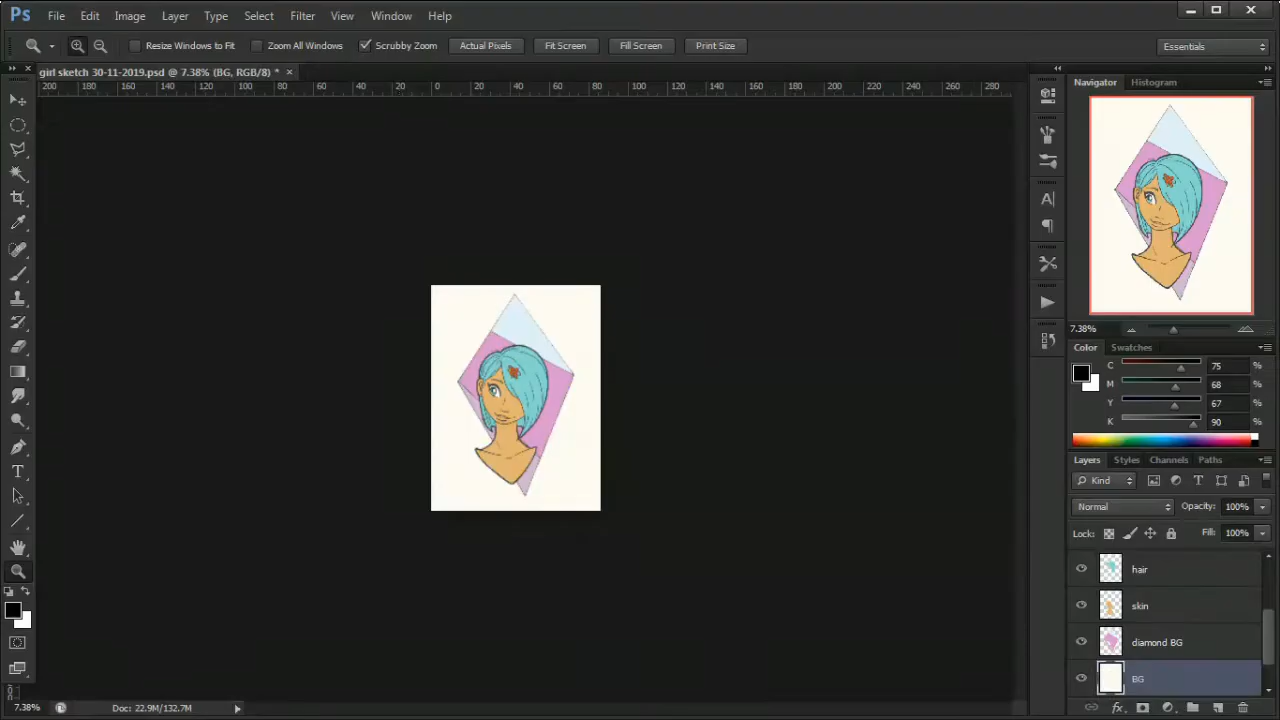 Ps File Edit Image Layer Type Select Filter View Window Help
Resize Windows to Fit Zoom All Windows Scrubby Zoom Actual Pixels Fit Screen Fill Screen Print Size Essentials
girl sketch 30-11-2019.psd @ 7.38% (BG, RGB/8) * ×
200 180 160 140 120 100 80 60 40 20 0 20 40 60 80 100 120 140 160 180 200 220 240 260 280
Navigator Histogram
7.38%
Color Swatches
C 75 %
M 68 %
Y 67 %
K 90 %
Layers Styles Channels Paths
Kind
Normal Opacity: 100%
Lock: Fill: 100%
hair
skin
diamond BG
BG
7.38% Doc: 22.9M/132.7M